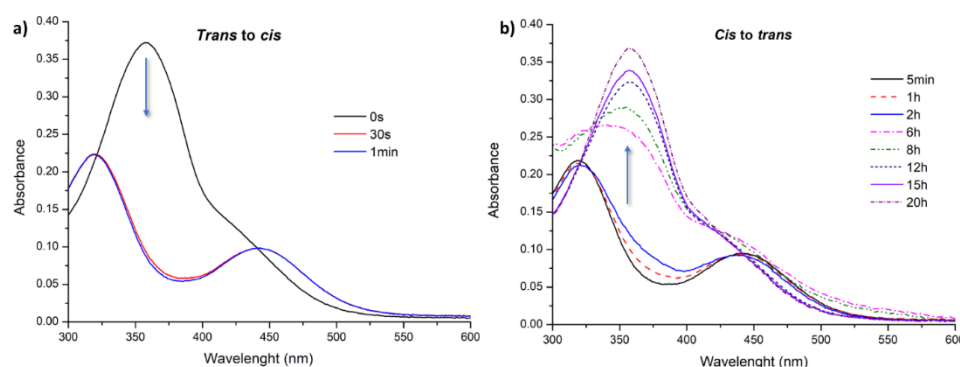 a)
Trans to cis
0s
30s
1min
Absorbance
0.40
0.35
0.30
0.25
0.20
0.15
0.10
0.05
0.00
300 350 400 450 500 550 600
Wavelenght (nm)
b)
Cis to trans
5min
1h
2h
6h
8h
12h
15h
20h
Absorbance
0.40
0.35
0.30
0.25
0.20
0.15
0.10
0.05
0.00
300 350 400 450 500 550 600
Wavelenght (nm)